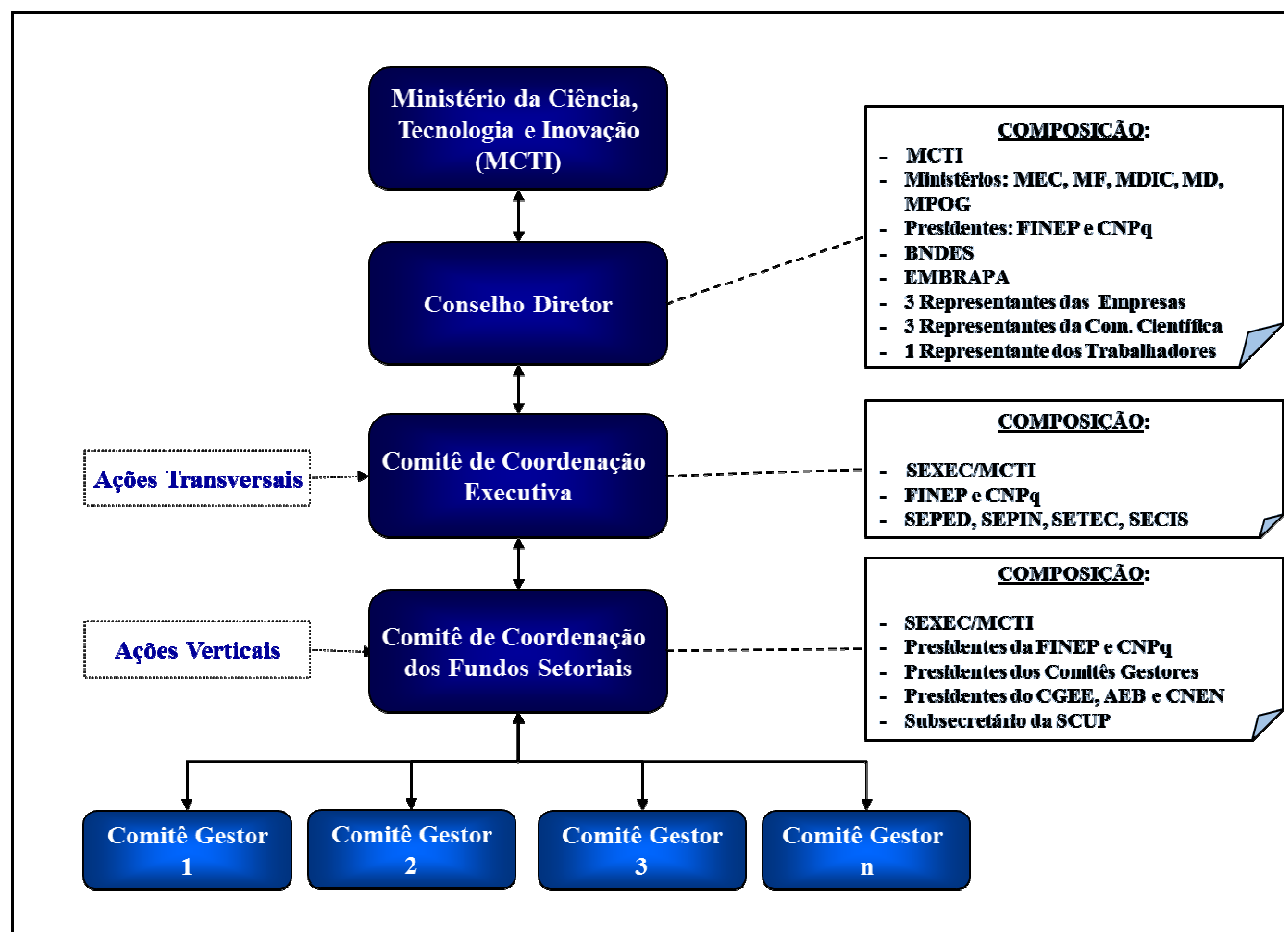 Ministério da Ciência,
Tecnologia e Inovação
(MCTI)
Conselho Diretor
COMPOSIÇÃO:
- MCTI
- Ministérios: MEC, MF, MDIC, MD,
MPOG
- Presidentes: FINEP e CNPq
- BNDES
- EMBRAPA
- 3 Representantes das Empresas
- 3 Representantes da Com. Científica
- 1 Representante dos Trabalhadores
Ações Transversais
Comitê de Coordenação
Executiva
COMPOSIÇÃO:
- SEXEC/MCTI
- FINEP e CNPq
- SEPED, SEPIN, SETEC, SECIS
Ações Verticais
Comitê de Coordenação
dos Fundos Setoriais
COMPOSIÇÃO:
- SEXEC/MCTI
- Presidentes da FINEP e CNPq
- Presidentes dos Comitês Gestores
- Presidentes do CGEE, AEB e CNEN
- Subsecretário da SCUP
Comitê Gestor
1
Comitê Gestor
2
Comitê Gestor
3
Comitê Gestor
n